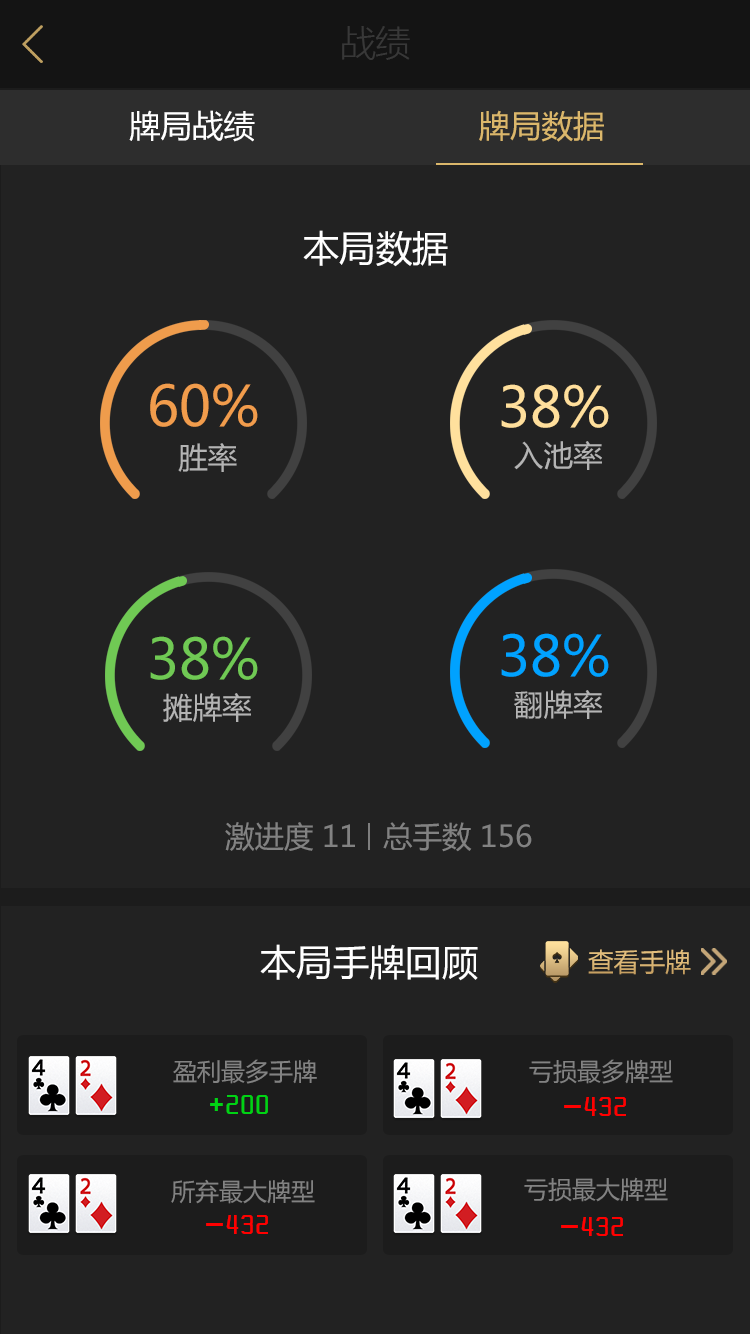 战绩
牌局战绩 牌局数据
本局数据
60% 38%
胜率 入池率
38% 38%
摊牌率 翻牌率
激进度 11 | 总手数 156
本局手牌回顾 查看手牌
4 2 盈利最多手牌
+200
4 2 亏损最多牌型
-432
4 2 所弃最大牌型
-432
4 2 亏损最大牌型
-432